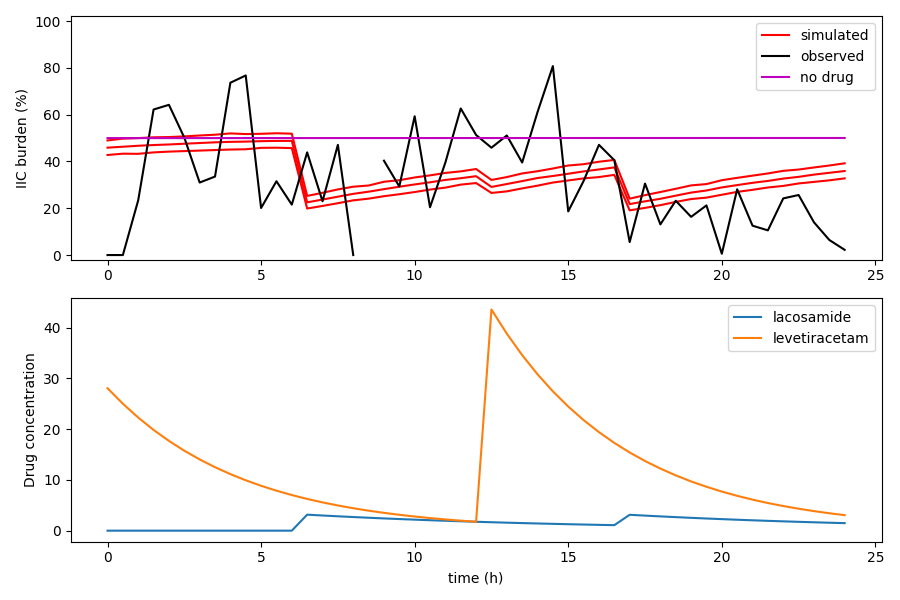 100
80
60
40
20
0
IIC burden (%)
simulated
observed
no drug
0 5 10 15 20 25
40
30
20
10
0
Drug concentration
lacosamide
levetiracetam
0 5 10 15 20 25
time (h)